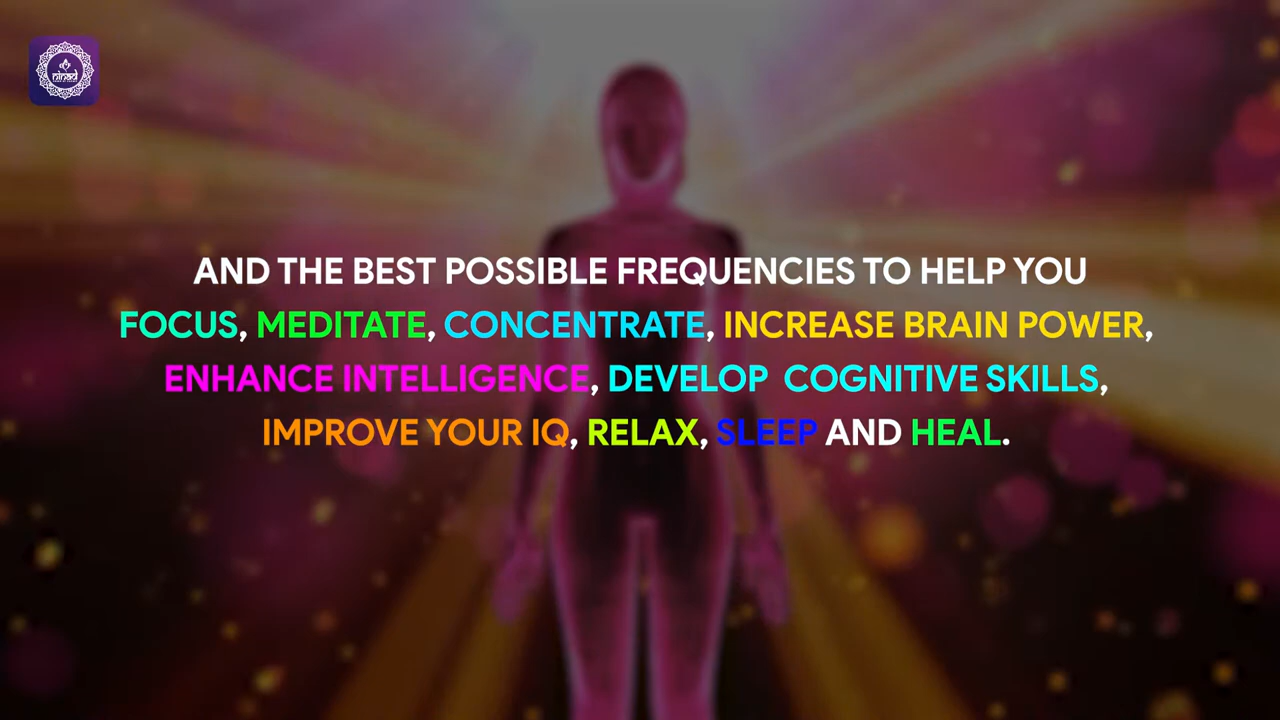 ninad
AND THE BEST POSSIBLE FREQUENCIES TO HELP YOU
FOCUS, MEDITATE, CONCENTRATE, INCREASE BRAIN POWER,
ENHANCE INTELLIGENCE, DEVELOP  COGNITIVE SKILLS,
IMPROVE YOUR IQ, RELAX, SLEEP AND HEAL.